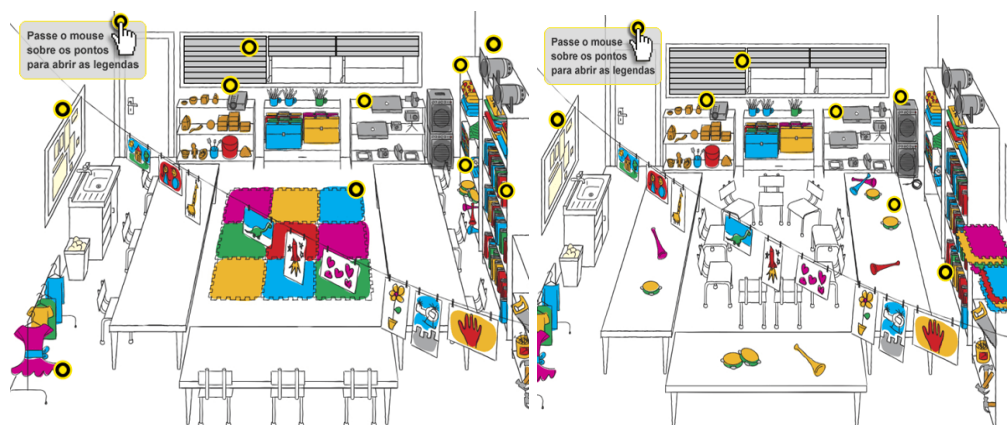 Passe o mouse
sobre os pontos
para abrir as legendas
Passe o mouse
sobre os pontos
para abrir as legendas